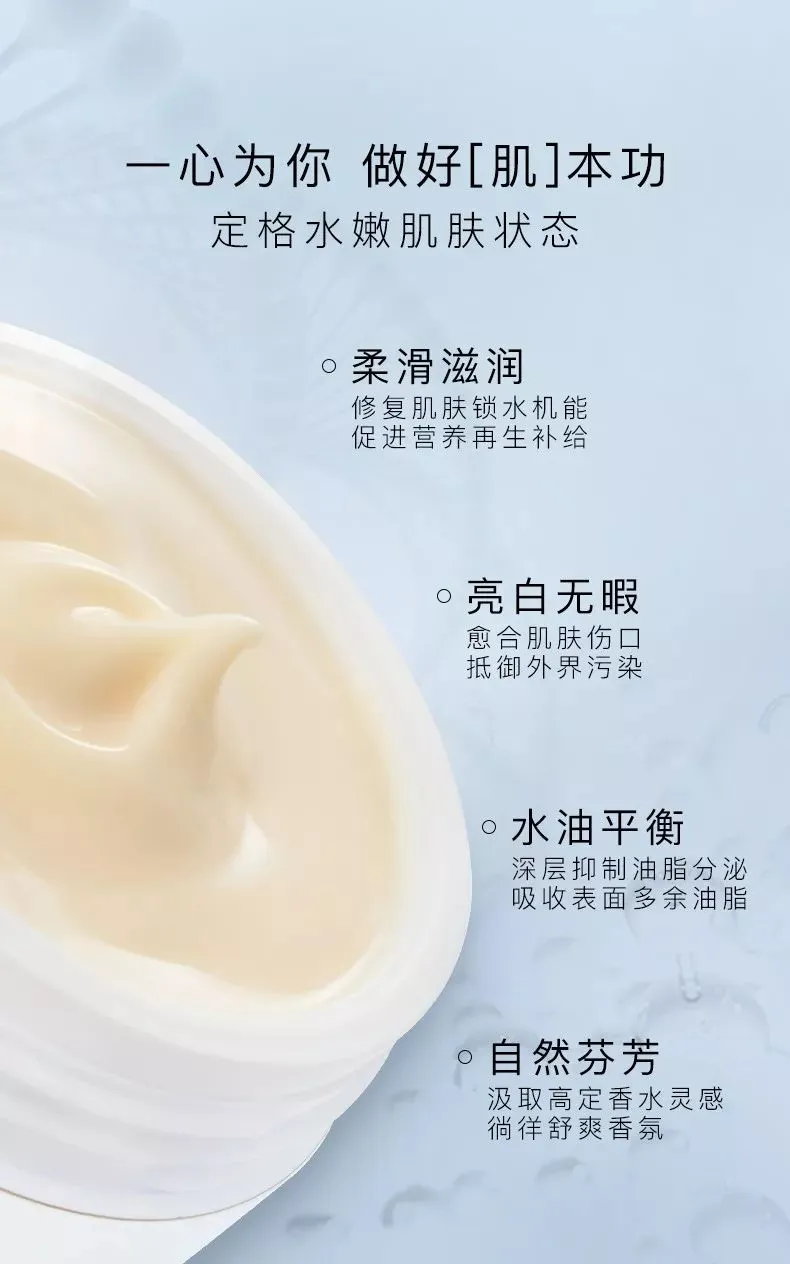 一心为你 做好[肌]本功
定格水嫩肌肤状态
柔滑滋润
修复肌肤锁水机能
促进营养再生补给
亮白无暇
愈合肌肤伤口
抵御外界污染
水油平衡
深层抑制油脂分泌
吸收表面多余油脂
自然芬芳
汲取高定香水灵感
徜徉舒爽香氛